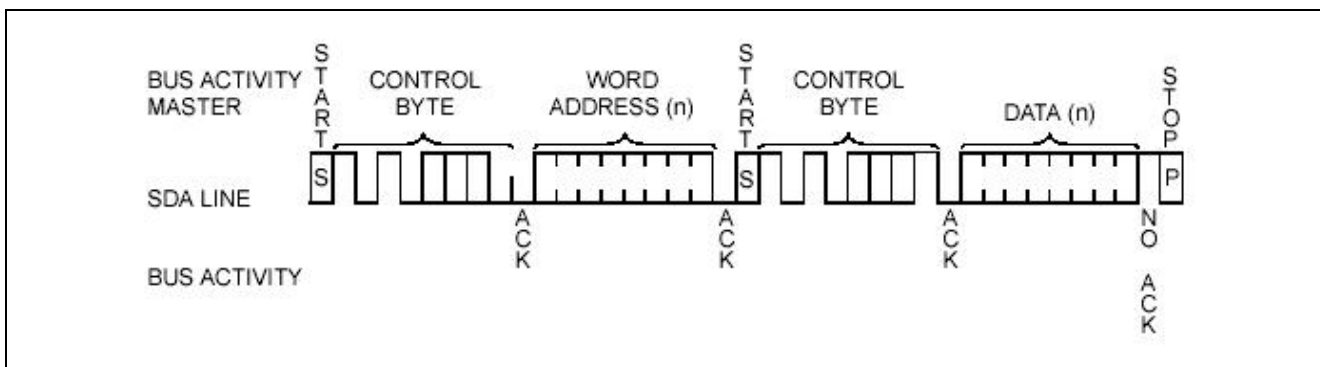 BUS ACTIVITY
MASTER
START
CONTROL
BYTE
WORD
ADDRESS (n)
START
CONTROL
BYTE
DATA (n)
STOP
SDA LINE
S
S
P
ACK
ACK
ACK
NO ACK
BUS ACTIVITY